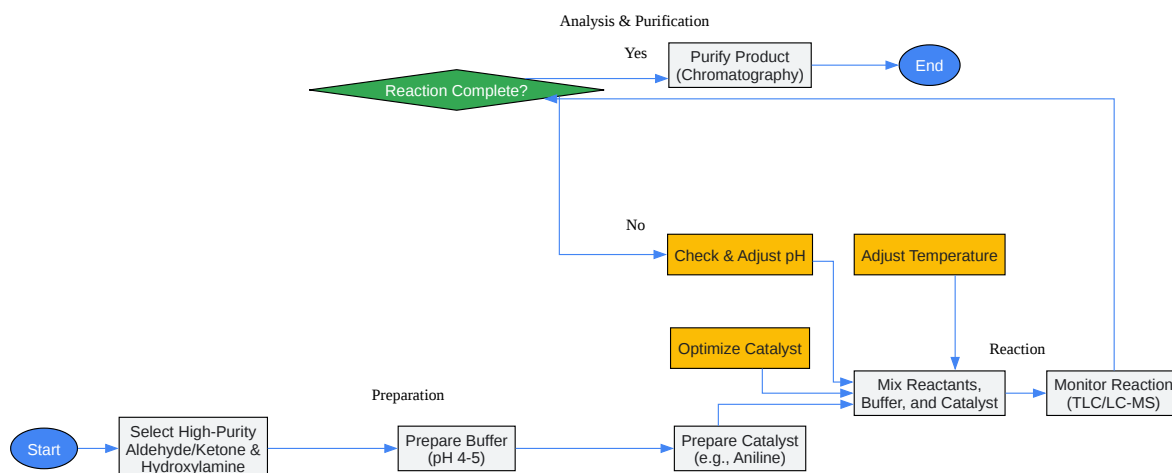 Analysis & Purification
Yes
Purify Product
(Chromatography)
End
Reaction Complete?
No
Check & Adjust pH
Adjust Temperature
Optimize Catalyst
Reaction
Mix Reactants,
Buffer, and Catalyst
Monitor Reaction
(TLC/LC-MS)
Preparation
Start
Select High-Purity
Aldehyde/Ketone &
Hydroxylamine
Prepare Buffer
(pH 4-5)
Prepare Catalyst
(e.g., Aniline)